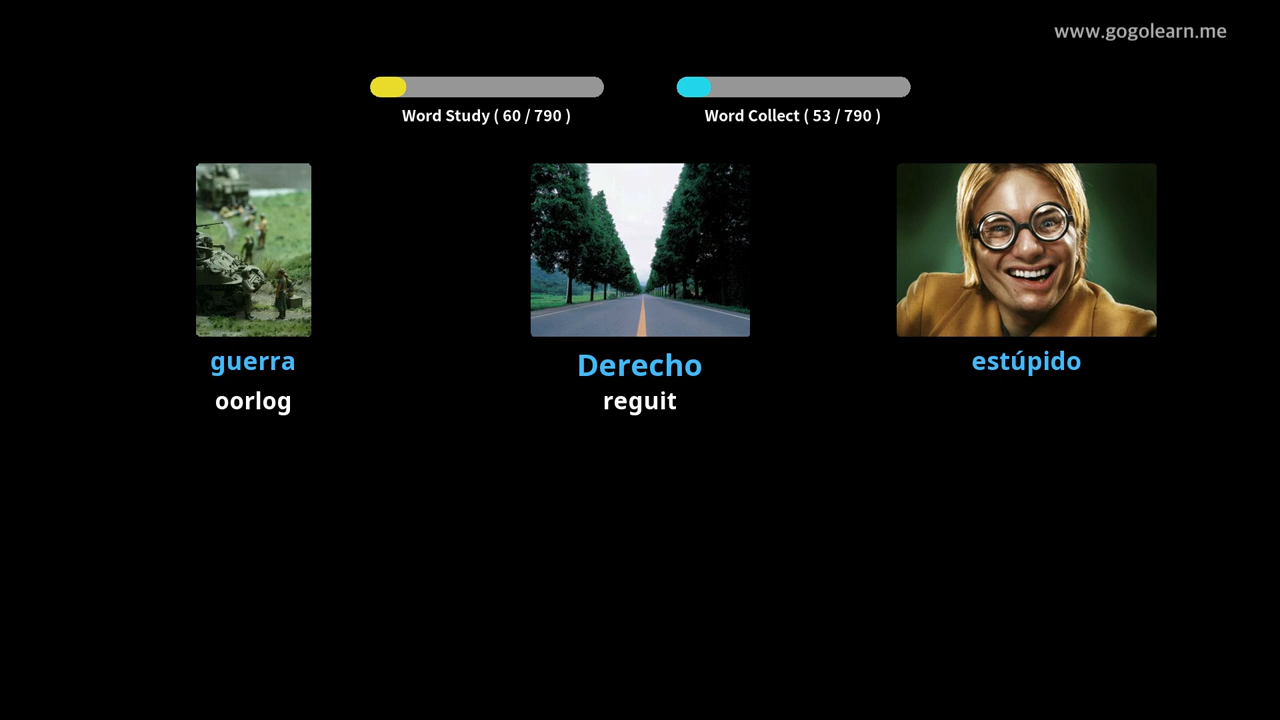 www.gogolearn.me
Word Study ( 60 / 790 )
Word Collect ( 53 / 790 )
guerra
Derecho
estúpido
oorlog
reguit